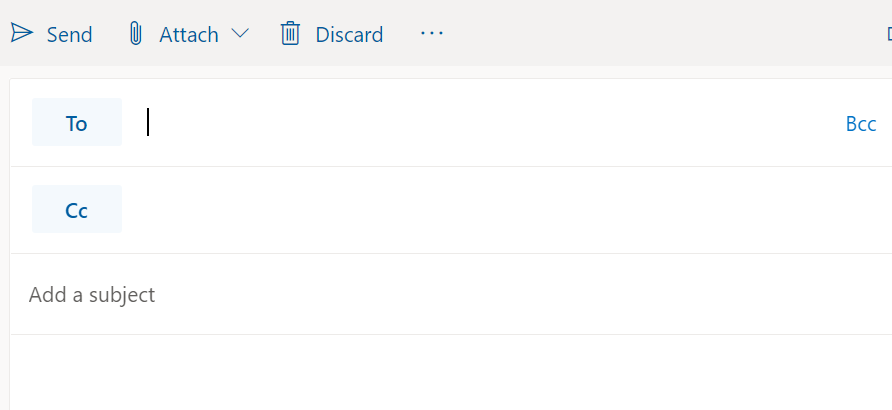 Send Attach Discard ...
To Bcc
Cc
Add a subject